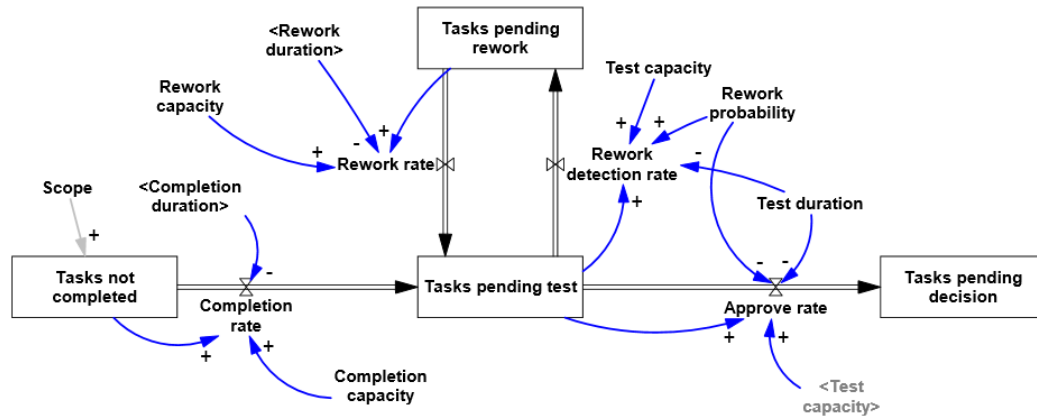 Tasks pending
rework
<Rework
duration>
Test capacity
Rework
capacity
Rework
probability
+
-
+
+
+
Rework rate
Rework
detection rate
-
+
Scope
+
<Completion
duration>
Test duration
Tasks not
completed
-
Completion
rate
+
+
Tasks pending test
-
-
Approve rate
+
+
Tasks pending
decision
Completion
capacity
<Test
capacity>